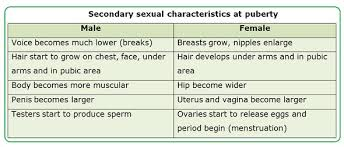 Secondary sexual characteristics at puberty
Male
Female
Voice becomes much lower (breaks)
Breasts grow, nipples enlarge
Hair start to grow on chest, face, under
arms and in pubic area
Hair develops under arms and in pubic
area
Body becomes more muscular
Hip become wider
Penis becomes larger
Uterus and vagina become larger
Testers start to produce sperm
Ovaries start to release eggs and
period begin (menstruation)